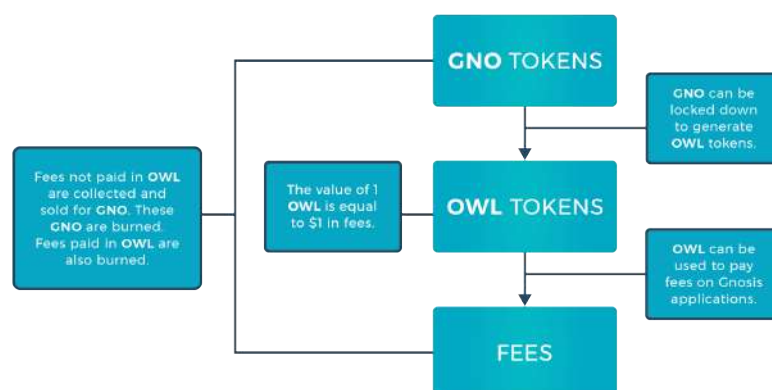 GNO TOKENS
GNO can be
locked down
to generate
OWL tokens.
Fees not paid in OWL
are collected and
sold for GNO. These
GNO are burned.
Fees paid in OWL are
also burned.
The value of 1
OWL is equal
to $1 in fees.
OWL TOKENS
OWL can be
used to pay
fees on Gnosis
applications.
FEES